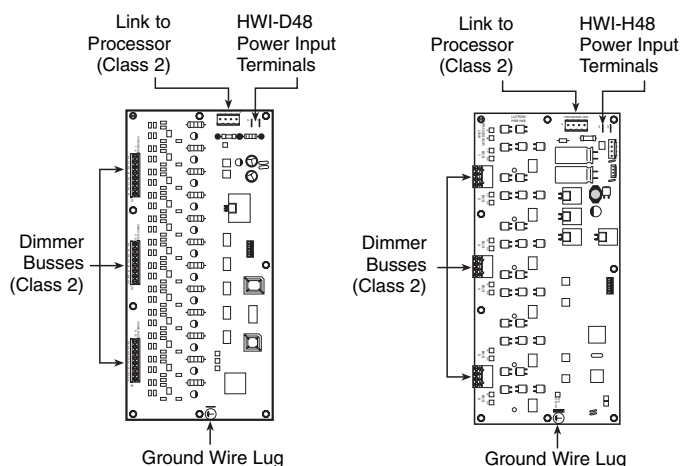 Link to
Processor
(Class 2)
HWI-D48
Power Input
Terminals
Dimmer
Busses
(Class 2)
Ground Wire Lug
Link to
Processor
(Class 2)
HWI-H48
Power Input
Terminals
LUTRON
Dimmer
Busses
(Class 2)
Ground Wire Lug